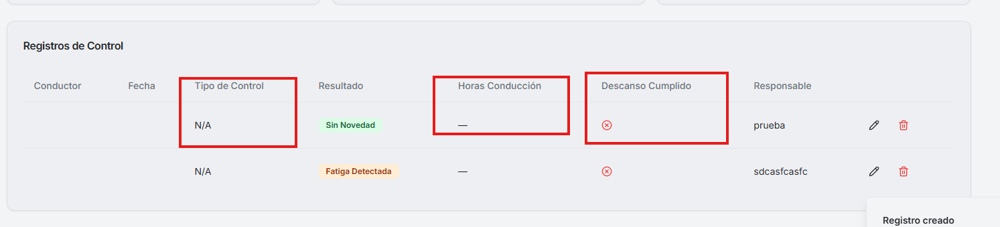 Registros de Control
Conductor Fecha Tipo de Control Resultado Horas Conducción Descanso Cumplido Responsable
N/A Sin Novedad — prueba
N/A Fatiga Detectada — sdcasfcasfc
Registro creado